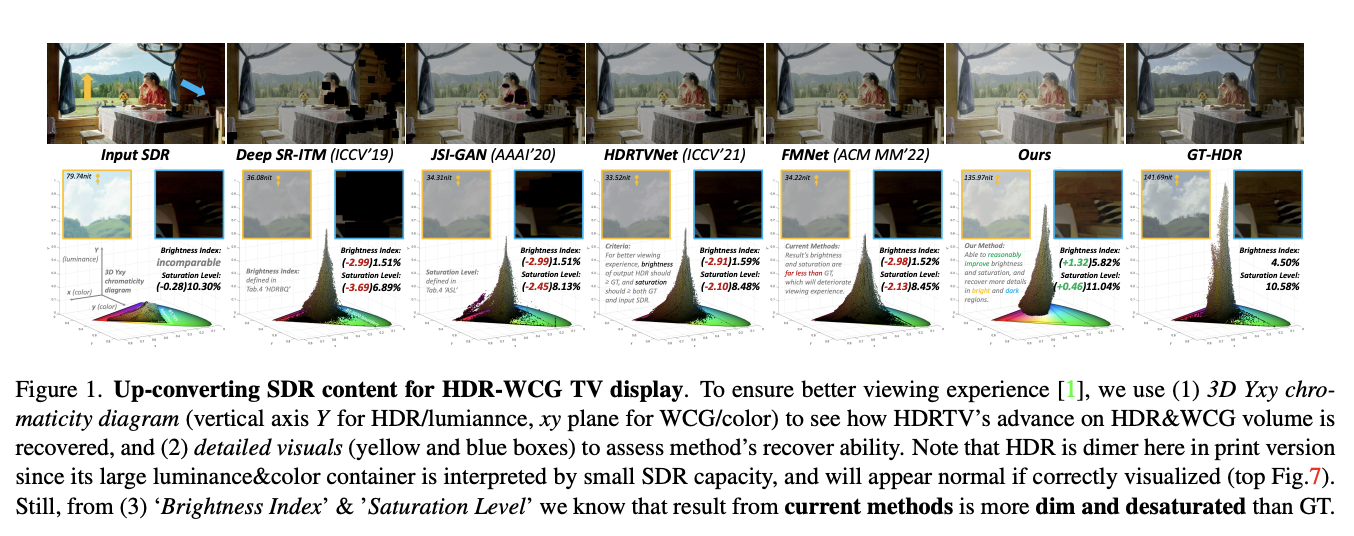 Input SDR
Deep SR-ITM (ICCV'19)
JSI-GAN (AAAI'20)
HDRTVNet (ICCV'21)
FMNet (ACM MM'22)
Ours
GT-HDR
79.74nit
Y
(luminance)
x (color)
y (color)
3D Yxy
chromaticity
diagram
Brightness Index:
incomparable
Saturation Level:
(-0.28)10.30%
36.08nit
Brightness Index:
defined in
Tab.4 'HDRBQ'
Brightness Index:
(-2.99)1.51%
Saturation Level:
(-3.69)6.89%
34.31nit
Saturation Level:
defined in
Tab.4 'ASL'
Brightness Index:
(-2.99)1.51%
Saturation Level:
(-2.45)8.13%
33.52nit
Criteria:
For better viewing
experience, brightness
of output HDR should
≥ GT, and saturation
should ≥ both GT
and input SDR.
Brightness Index:
(-2.91)1.59%
Saturation Level:
(-2.10)8.48%
34.22nit
Current Methods:
Result's brightness
and saturation are
far less than GT,
which will deteriorate
viewing experience.
Brightness Index:
(-2.98)1.52%
Saturation Level:
(-2.13)8.45%
135.97nit
Our Method:
Able to reasonably
improve brightness
and saturation, and
recover more details
in bright and dark
regions.
Brightness Index:
(+1.32)5.82%
Saturation Level:
(+0.46)11.04%
141.69nit
Brightness Index:
4.50%
Saturation Level:
10.58%
Figure 1. Up-converting SDR content for HDR-WCG TV display. To ensure better viewing experience [1], we use (1) 3D Yxy chro-
maticity diagram (vertical axis Y for HDR/lumiannce, xy plane for WCG/color) to see how HDRTV's advance on HDR&WCG volume is
recovered, and (2) detailed visuals (yellow and blue boxes) to assess method's recover ability. Note that HDR is dimer here in print version
since its large luminance&color container is interpreted by small SDR capacity, and will appear normal if correctly visualized (top Fig.7).
Still, from (3) 'Brightness Index' & 'Saturation Level' we know that result from current methods is more dim and desaturated than GT.